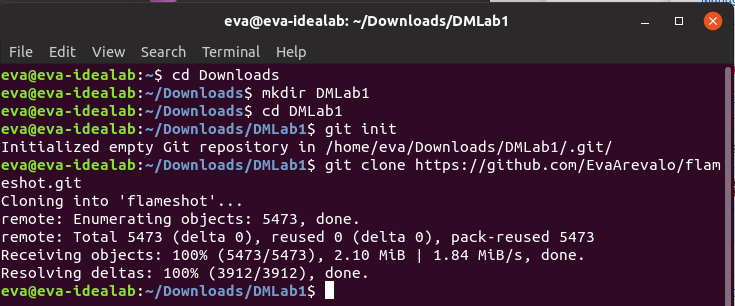 eva@eva-idealab: ~/Downloads/DMLab1
File Edit View Search Terminal Help
eva@eva-idealab:~$ cd Downloads
eva@eva-idealab:~/Downloads$ mkdir DMLab1
eva@eva-idealab:~/Downloads$ cd DMLab1
eva@eva-idealab:~/Downloads/DMLab1$ git init
Initialized empty Git repository in /home/eva/Downloads/DMLab1/.git/
eva@eva-idealab:~/Downloads/DMLab1$ git clone https://github.com/EvaArevalo/flam
eshot.git
Cloning into 'flameshot'...
remote: Enumerating objects: 5473, done.
remote: Total 5473 (delta 0), reused 0 (delta 0), pack-reused 5473
Receiving objects: 100% (5473/5473), 2.10 MiB | 1.84 MiB/s, done.
Resolving deltas: 100% (3912/3912), done.
eva@eva-idealab:~/Downloads/DMLab1$